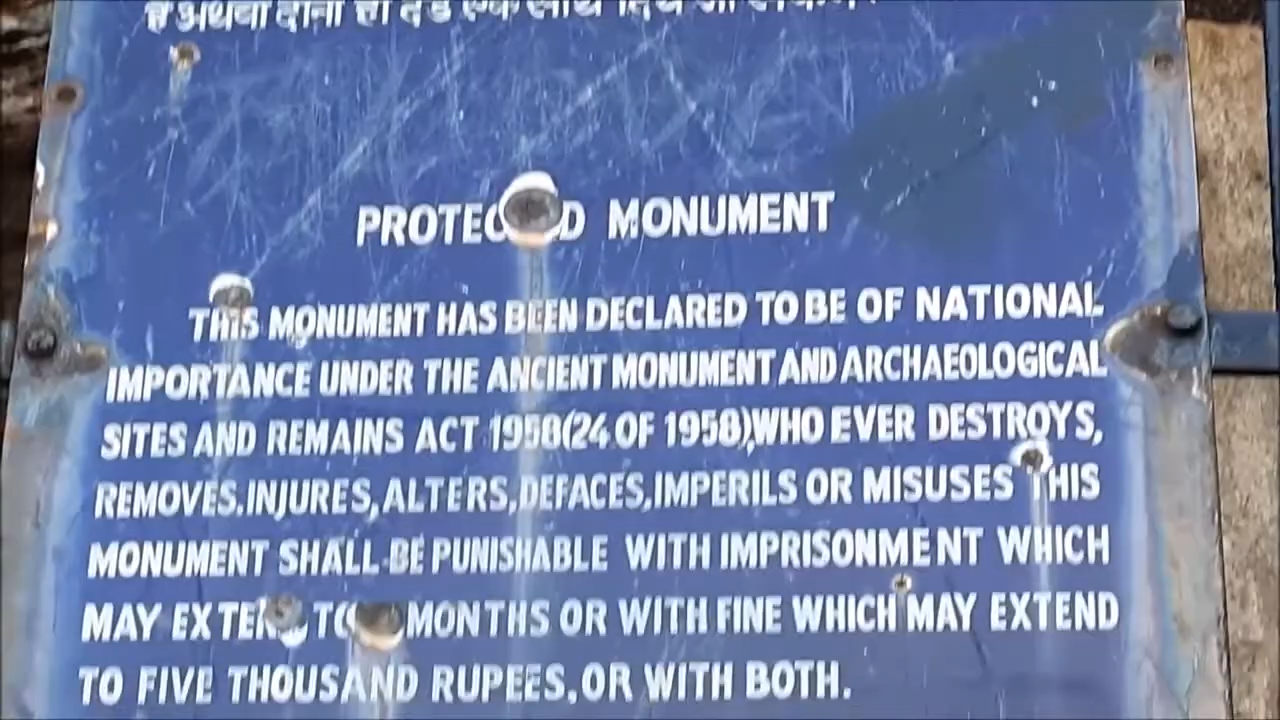 है अथवा दोनों ही दंड एक साथ दिये जा
PROTECTED MONUMENT
THIS MONUMENT HAS BEEN DECLARED TO BE OF NATIONAL
IMPORTANCE UNDER THE ANCIENT MONUMENT AND ARCHAEOLOGICAL
SITES AND REMAINS ACT 1958(24 OF 1958),WHO EVER DESTROYS,
REMOVES.INJURES,ALTERS,DEFACES,IMPERILS OR MISUSES THIS
MONUMENT SHALL BE PUNISHABLE WITH IMPRISONMENT WHICH
MAY EXTEND TO MONTHS OR WITH FINE WHICH MAY EXTEND
TO FIVE THOUSAND RUPEES,OR WITH BOTH.